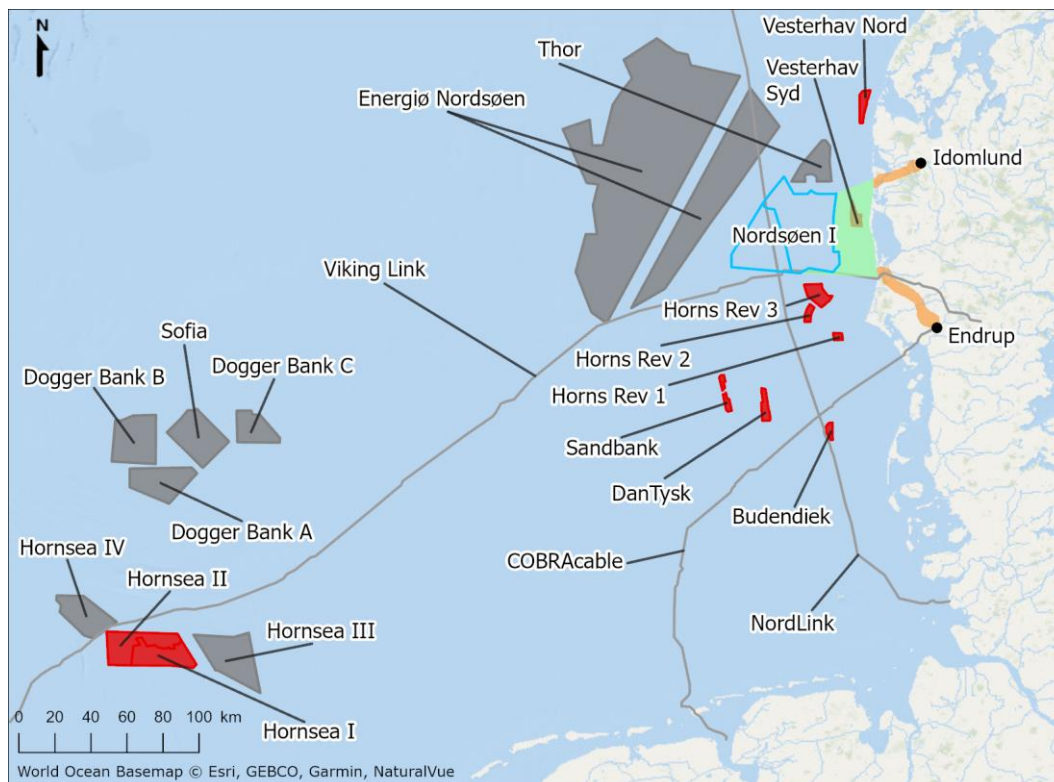 N
Vesterhav Nord
Thor
Vesterhav
Syd
Energiø Nordsøen
Idomlund
Nordsøen I
Viking Link
Horns Rev 3
Sofia
Endrup
Horns Rev 2
Dogger Bank B
Dogger Bank C
Horns Rev 1
Sandbank
DanTysk
Dogger Bank A
Budendiek
Hornsea IV
COBRAcable
Hornsea II
NordLink
Hornsea III
0 20 40 60 80 100 km
Hornsea I
World Ocean Basemap © Esri, GEBCO, Garmin, NaturalVue